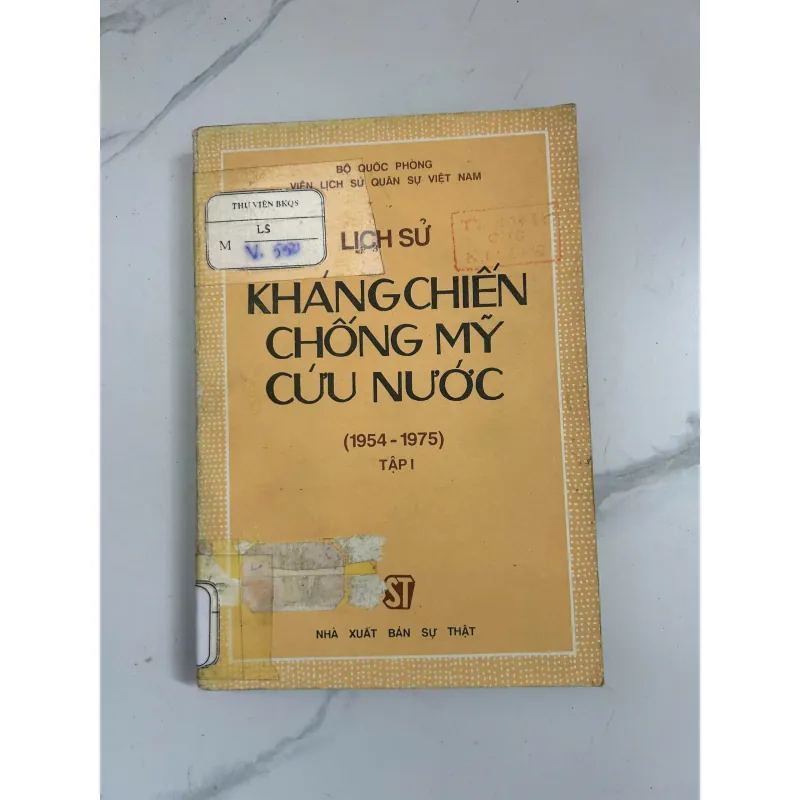 BỘ QUỐC PHÒNG
VIỆN LỊCH SỬ QUÂN SỰ VIỆT NAM
THƯ VIỆN BKQS
LS
M V. 550
LỊCH SỬ
KHÁNG CHIẾN
CHỐNG MỸ
CỨU NƯỚC
(1954-1975)
TẬP I
ST
NHÀ XUẤT BẢN SỰ THẬT